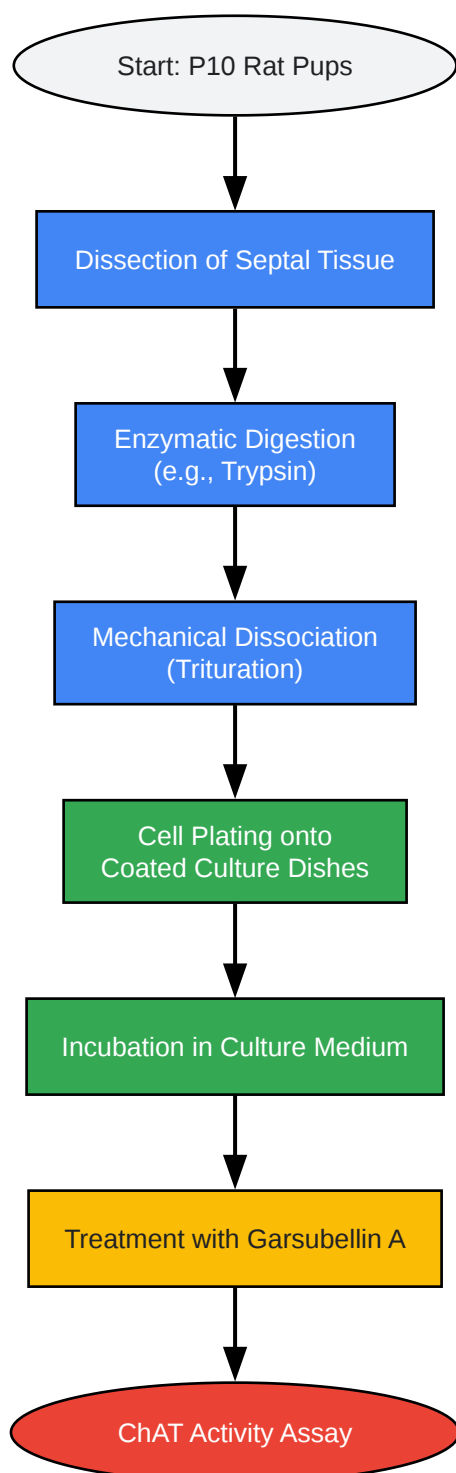 Start: P10 Rat Pups
Dissection of Septal Tissue
Enzymatic Digestion
(e.g., Trypsin)
Mechanical Dissociation
(Trituration)
Cell Plating onto
Coated Culture Dishes
Incubation in Culture Medium
Treatment with Garsubellin A
ChAT Activity Assay